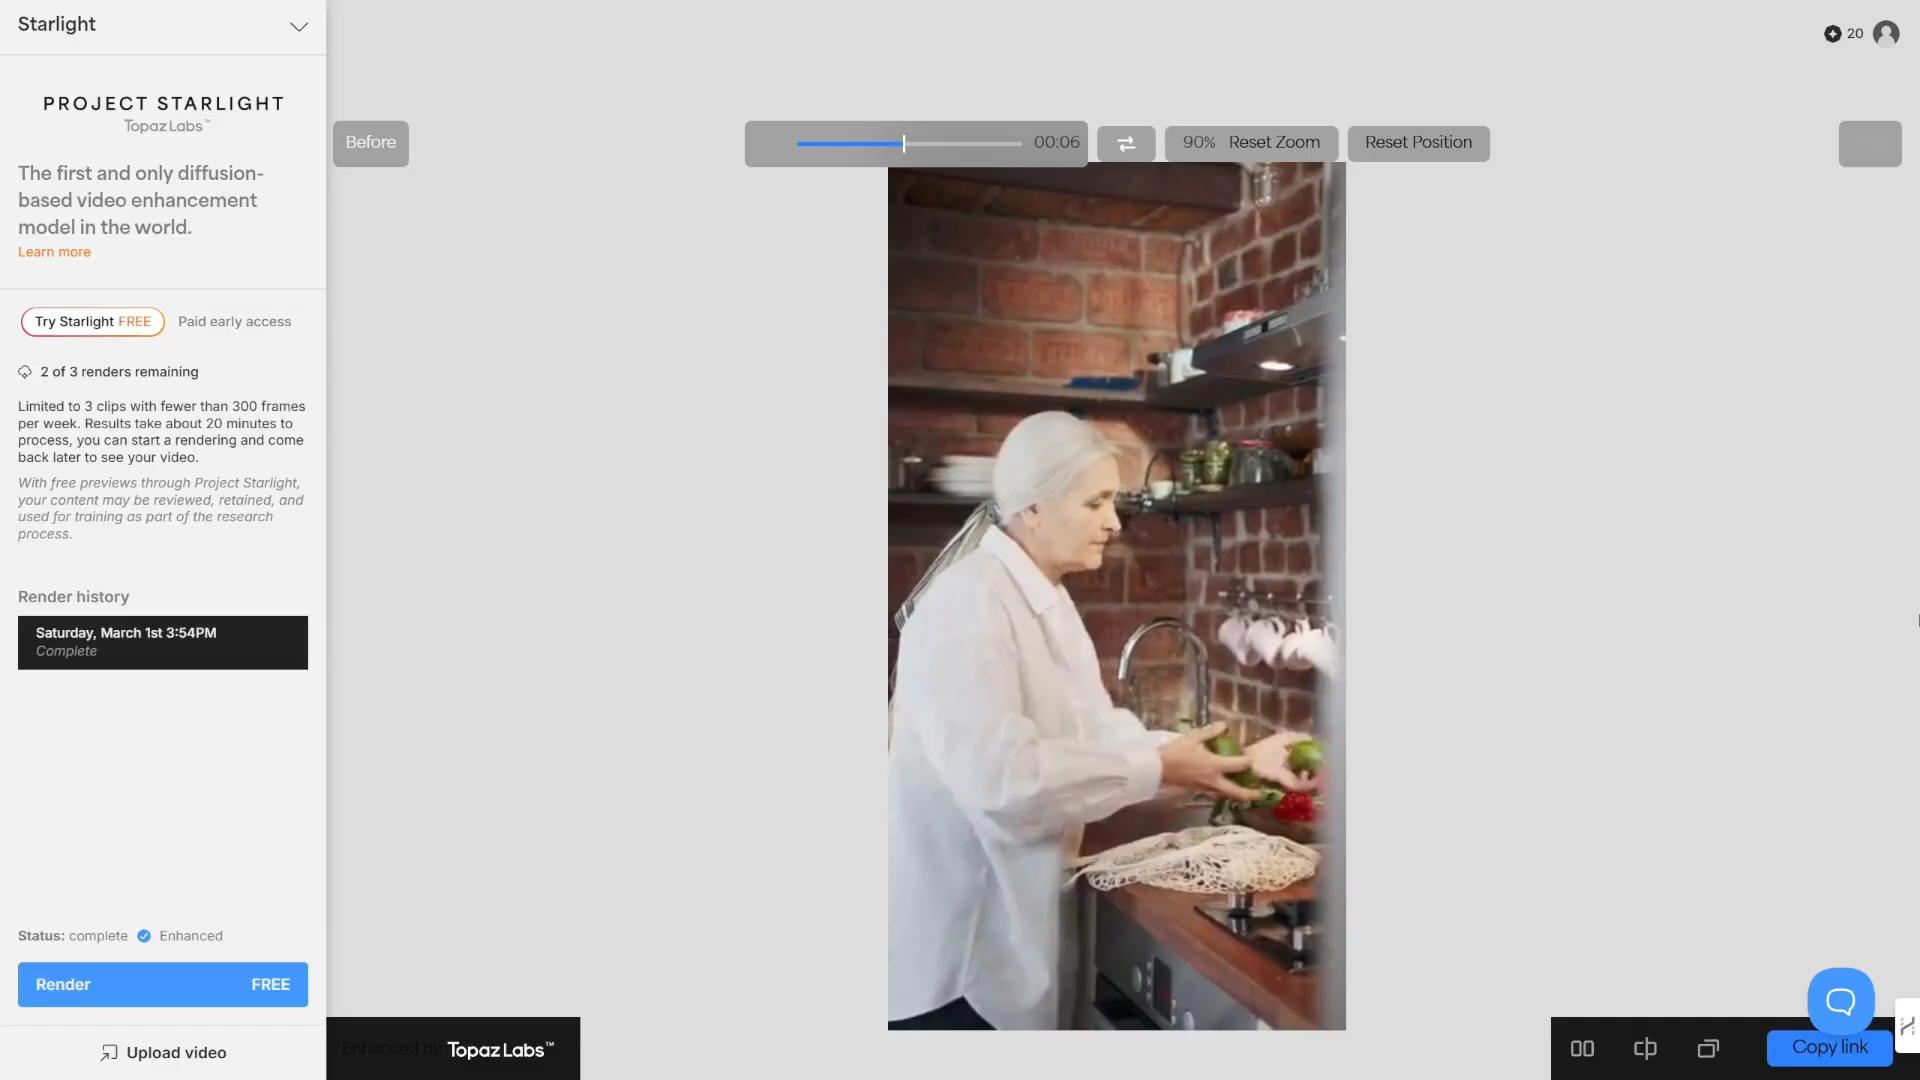 Starlight
20
PROJECT STARLIGHT
Topaz Labs™
The first and only diffusion-
based video enhancement
model in the world.
Learn more
Before
00:06
90% Reset Zoom
Reset Position
Try Starlight FREE
Paid early access
2 of 3 renders remaining
Limited to 3 clips with fewer than 300 frames
per week. Results take about 20 minutes to
process, you can start a rendering and come
back later to see your video.
With free previews through Project Starlight,
your content may be reviewed, retained, and
used for training as part of the research
process.
Render history
Saturday, March 1st 3:54PM
Complete
Status: complete Enhanced
Render FREE
Upload video
Enhanced by Topaz Labs™
Copy link